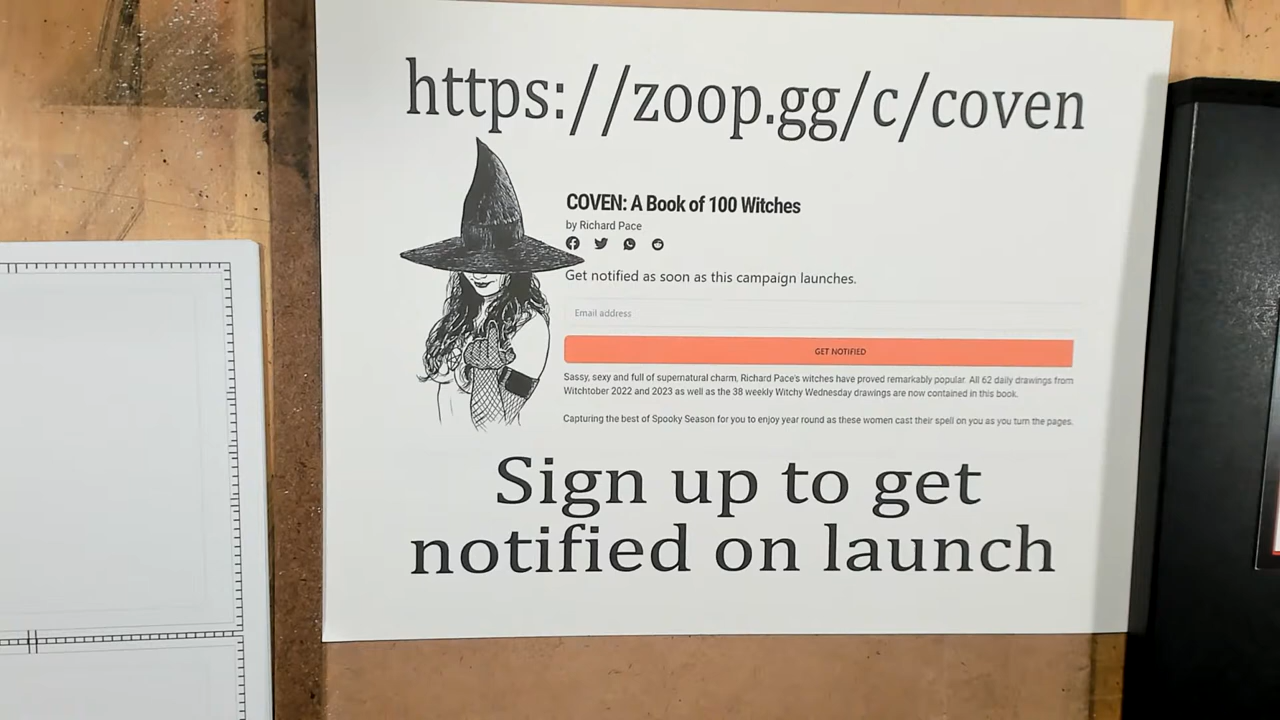 https://zoop.gg/c/coven
COVEN: A Book of 100 Witches
by Richard Pace
Get notified as soon as this campaign launches.
Email address
GET NOTIFIED
Sassy, sexy and full of supernatural charm, Richard Pace's witches have proved remarkably popular. All 62 daily drawings from
Witchtober 2022 and 2023 as well as the 38 weekly Witchy Wednesday drawings are now contained in this book.
Capturing the best of Spooky Season for you to enjoy year round as these women cast their spell on you as you turn the pages.
Sign up to get
notified on launch